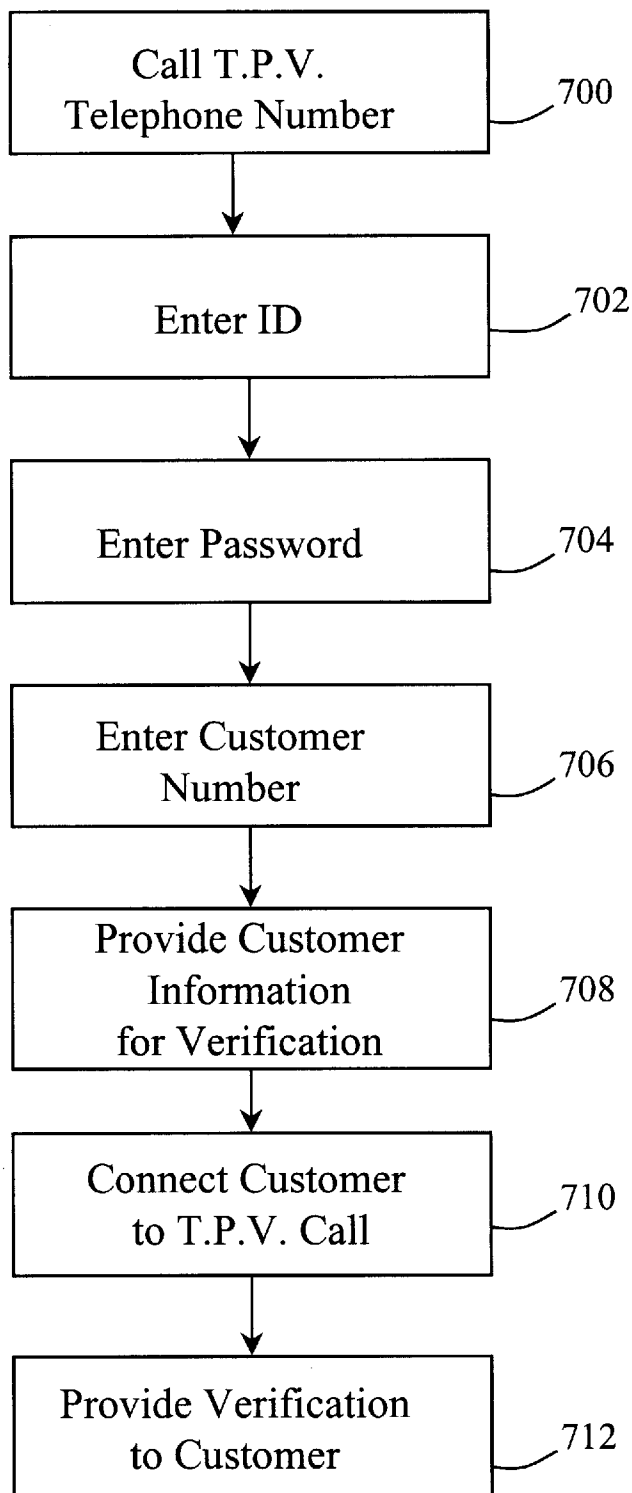 Call T.P.V.
Telephone Number
700
Enter ID
702
Enter Password
704
Enter Customer
Number
706
Provide Customer
Information
for Verification
708
Connect Customer
to T.P.V. Call
710
Provide Verification
to Customer
712